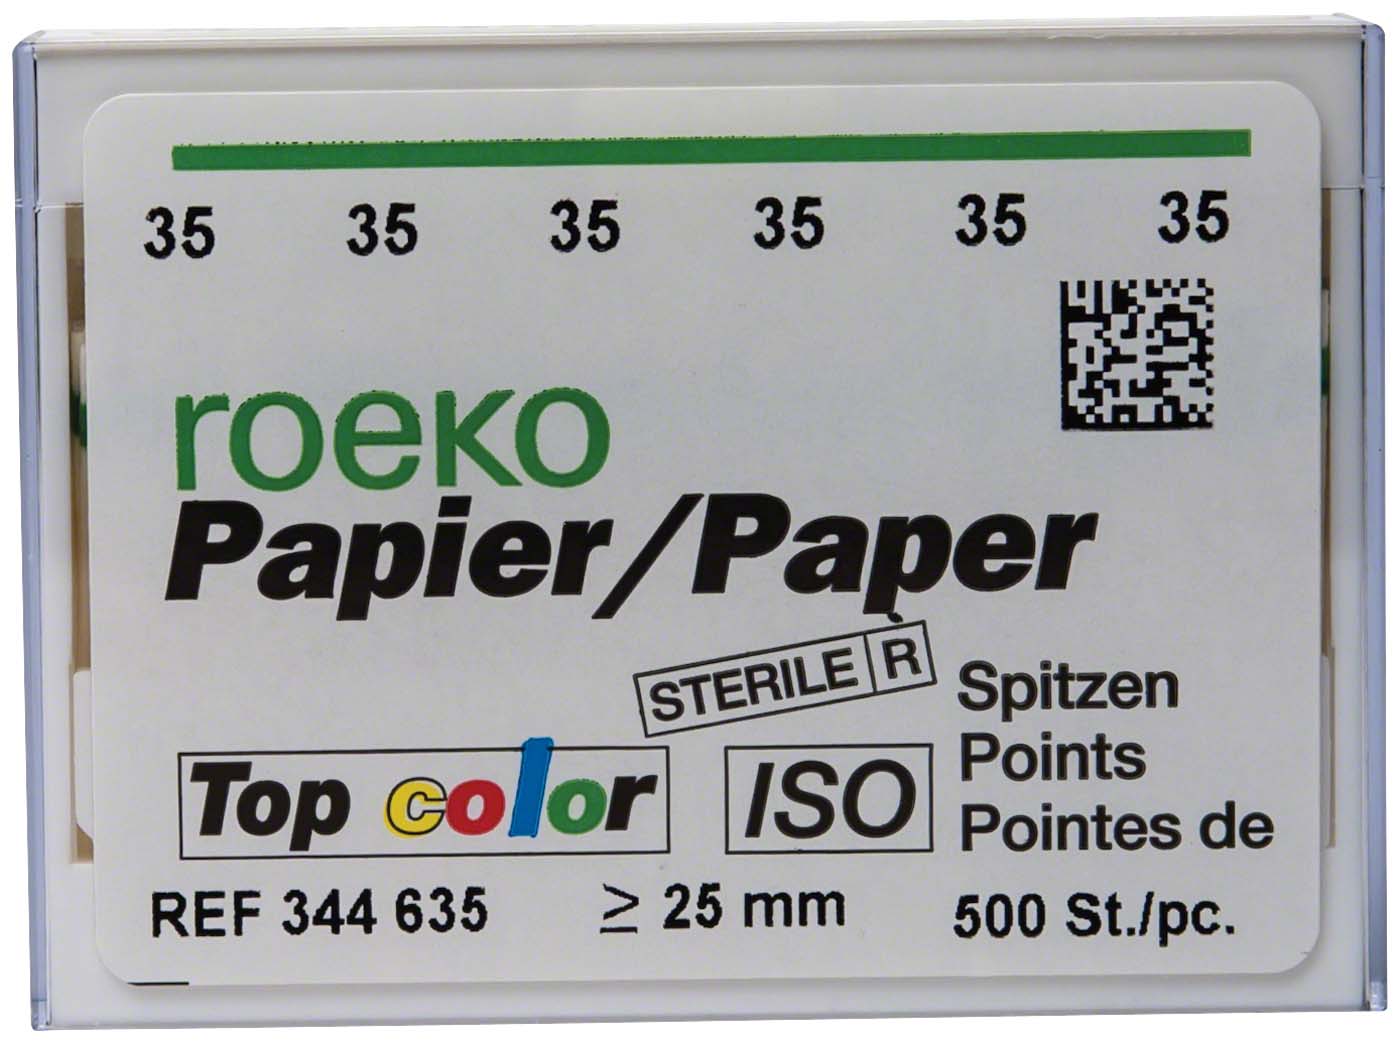 35 35 35 35 35 35
roeko
Papier/Paper
STERILE R
Spitzen
Points
Pointes de
Top color
ISO
REF 344 635 ≥ 25 mm 500 St./pc.